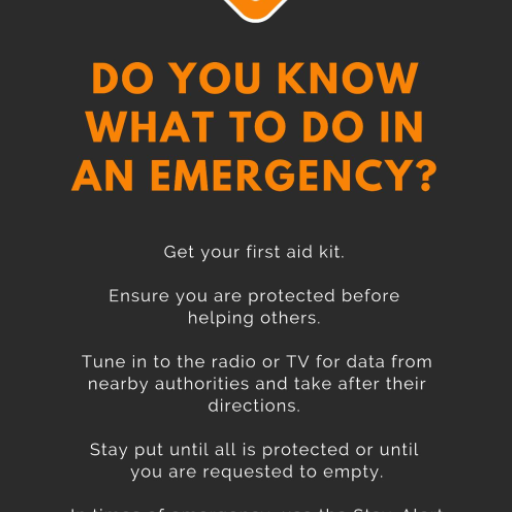 DO YOU KNOW
WHAT TO DO IN
AN EMERGENCY?
Get your first aid kit.
Ensure you are protected before
helping others.
Tune in to the radio or TV for data from
nearby authorities and take after their
directions.
Stay put until all is protected or until
you are requested to empty.